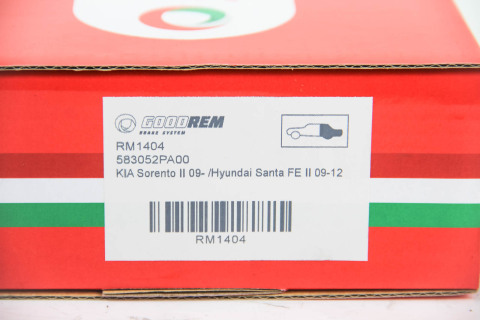 GOODREM
BRAKE SYSTEM
RM1404
583052PA00
KIA Sorento II 09- /Hyundai Santa FE II 09-12
RM1404